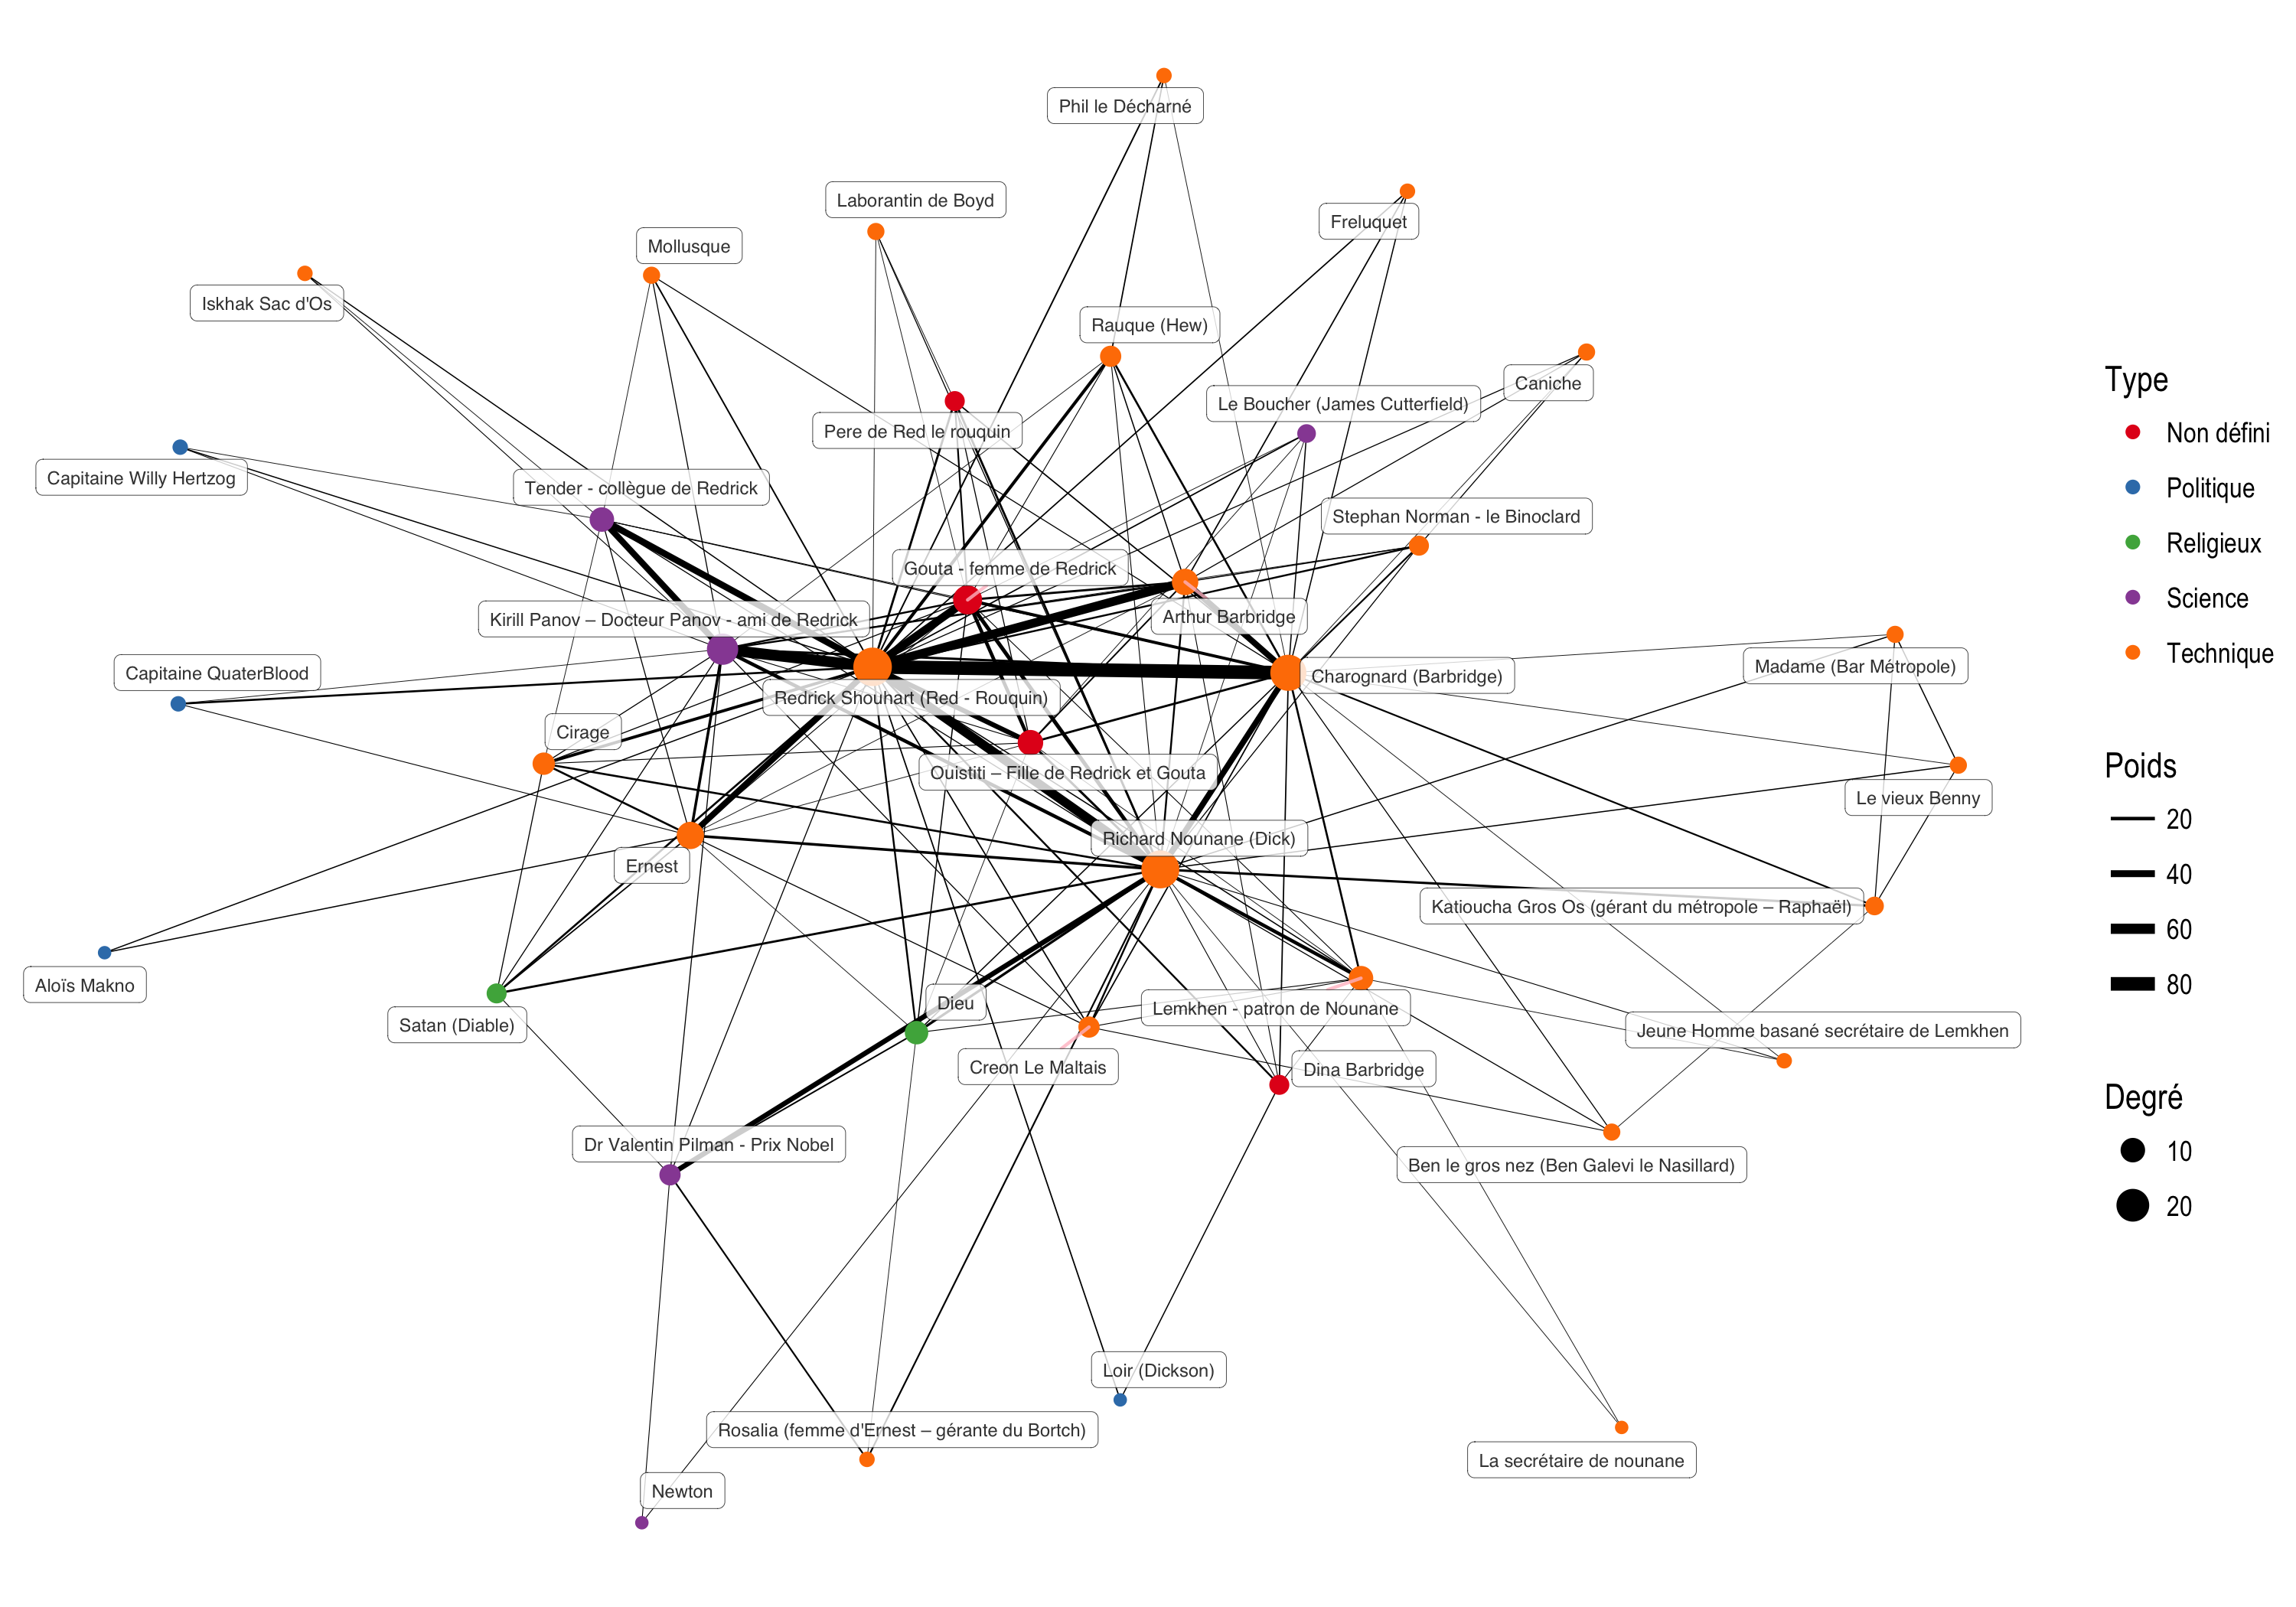 Phil le Décharné
Laborantin de Boyd
Freluquet
Mollusque
Iskhak Sac d'Os
Rauque (Hew)
Caniche
Le Boucher (James Cutterfield)
Pere de Red le rouquin
Capitaine Willy Hertzog
Tender - collègue de Redrick
Stephan Norman - le Binoclard
Gouta - femme de Redrick
Kirill Panov – Docteur Panov - ami de Redrick
Arthur Barbridge
Madame (Bar Métropole)
Capitaine QuaterBlood
Charognard (Barbridge)
Redrick Shouhart (Red - Rouquin)
Cirage
Ouistiti – Fille de Redrick et Gouta
Le vieux Benny
Richard Nounane (Dick)
Ernest
Katioucha Gros Os (gérant du métropole – Raphaël)
Aloïs Makno
Dieu
Lemkhen - patron de Nounane
Satan (Diable)
Jeune Homme basané secrétaire de Lemkhen
Creon Le Maltais
Dina Barbridge
Dr Valentin Pilman - Prix Nobel
Ben le gros nez (Ben Galevi le Nasillard)
Loir (Dickson)
Rosalia (femme d'Ernest – gérante du Bortch)
La secrétaire de nounane
Newton
Type
Non défini
Politique
Religieux
Science
Technique
Poids
20
40
60
80
Degré
10
20